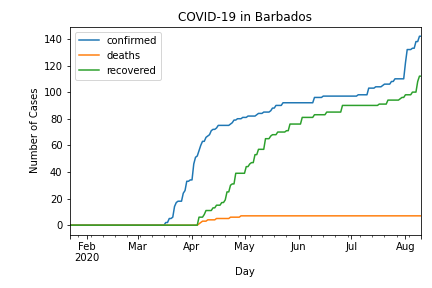 COVID-19 in Barbados
confirmed
deaths
recovered
Number of Cases
140
120
100
80
60
40
20
0
Feb Mar Apr May Jun Jul Aug
2020
Day